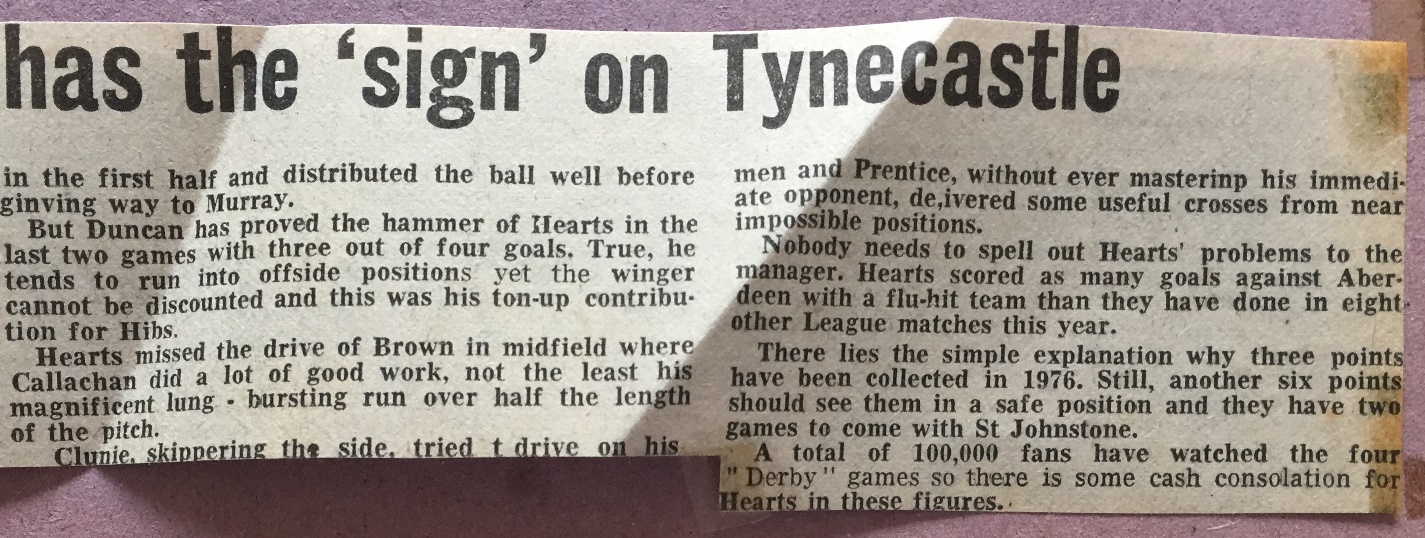 has the ‘sign’ on Tynecastle
in the first half and distributed the ball well before
ginving way to Murray.
But Duncan has proved the hammer of Hearts in the
last two games with three out of four goals. True, he
tends to run into offside positions yet the winger
cannot be discounted and this was his ton-up contribu-
tion for Hibs.
Hearts missed the drive of Brown in midfield where
Callachan did a lot of good work, not the least his
magnificent lung - bursting run over half the length
of the pitch.
Clunie, skippering the side, tried t drive on his
men and Prentice, without ever masterinp his immedi-
ate opponent, de,ivered some useful crosses from near
impossible positions.
Nobody needs to spell out Hearts' problems to the
manager. Hearts scored as many goals against Aber-
deen with a flu-hit team than they have done in eight
other League matches this year.
There lies the simple explanation why three points
have been collected in 1976. Still, another six points
should see them in a safe position and they have two
games to come with St Johnstone.
A total of 100,000 fans have watched the four
"Derby" games so there is some cash consolation for
Hearts in these figures.